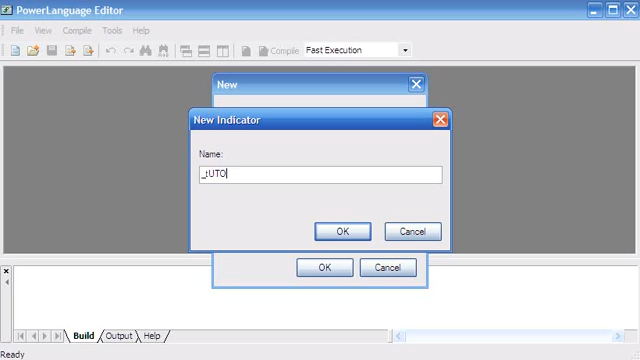 PowerLanguage Editor
File View Compile Tools Help
Compile Fast Execution
New
New Indicator
Name:
_tUTO
OK Cancel
OK Cancel
Build Output Help
Ready